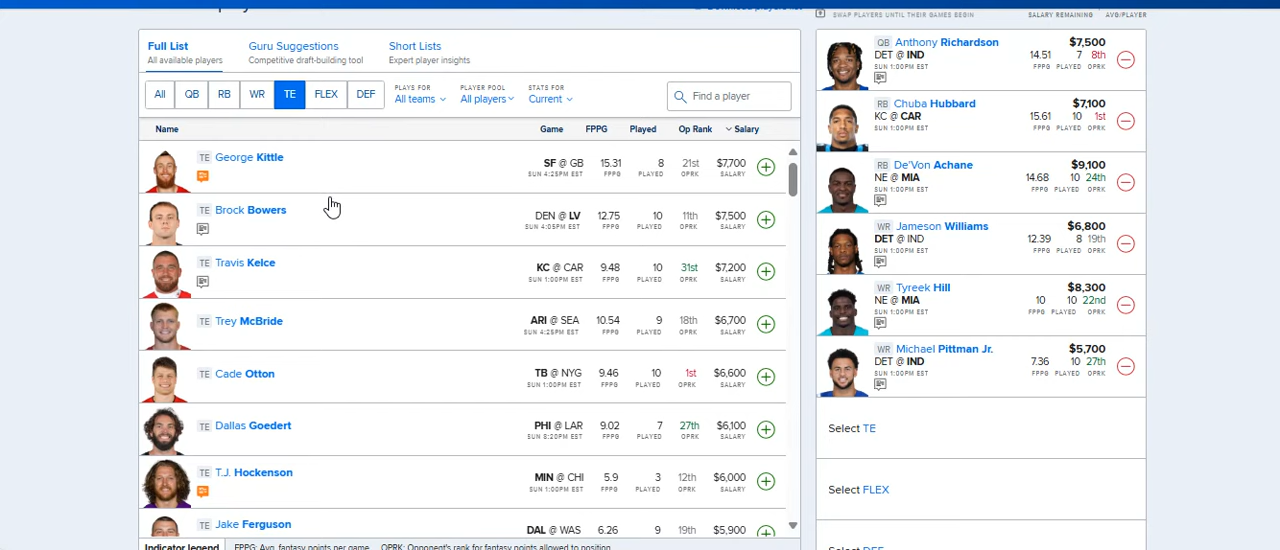 SWAP PLAYERS UNTIL THEIR GAMES BEGIN SALARY REMAINING AVG/PLAYER
Full List Guru Suggestions Short Lists
All available players Competitive draft-building tool Expert player insights
All QB RB WR TE FLEX DEF
PLAYS FOR PLAYER POOL STATS FOR
All teams All players Current
Find a player
Name Game FPPG Played Op Rank Salary
TE George Kittle SF @ GB 15.31 8 21st $7,700
SUN 4:25PM EST FPPG PLAYED OPRK SALARY
TE Brock Bowers DEN @ LV 12.75 10 11th $7,500
SUN 4:05PM EST FPPG PLAYED OPRK SALARY
TE Travis Kelce KC @ CAR 9.48 10 31st $7,200
SUN 1:00PM EST FPPG PLAYED OPRK SALARY
TE Trey McBride ARI @ SEA 10.54 9 18th $6,700
SUN 4:25PM EST FPPG PLAYED OPRK SALARY
TE Cade Otton TB @ NYG 9.46 10 1st $6,600
SUN 1:00PM EST FPPG PLAYED OPRK SALARY
TE Dallas Goedert PHI @ LAR 9.02 7 27th $6,100
SUN 8:20PM EST FPPG PLAYED OPRK SALARY
TE T.J. Hockenson MIN @ CHI 5.9 3 12th $6,000
SUN 1:00PM EST FPPG PLAYED OPRK SALARY
TE Jake Ferguson DAL @ WAS 6.26 9 19th $5,900
Indicator legend FPPG: Avg. fantasy points per game OPRK: Opponent's rank for fantasy points allowed to position
QB Anthony Richardson $7,500
DET @ IND 14.51 7 8th
SUN 1:00PM EST FPPG PLAYED OPRK
RB Chuba Hubbard $7,100
KC @ CAR 15.61 10 1st
SUN 1:00PM EST FPPG PLAYED OPRK
RB De'Von Achane $9,100
NE @ MIA 14.68 10 24th
SUN 1:00PM EST FPPG PLAYED OPRK
WR Jameson Williams $6,800
DET @ IND 12.39 8 19th
SUN 1:00PM EST FPPG PLAYED OPRK
WR Tyreek Hill $8,300
NE @ MIA 10 10 22nd
SUN 1:00PM EST FPPG PLAYED OPRK
WR Michael Pittman Jr. $5,700
DET @ IND 7.36 10 27th
SUN 1:00PM EST FPPG PLAYED OPRK
Select TE
Select FLEX
Select DEF